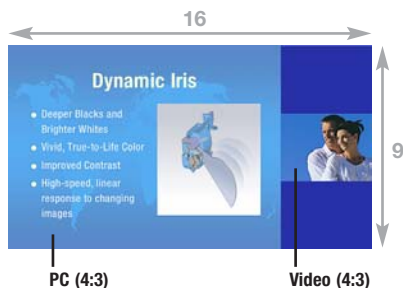 16
Dynamic Iris
• Deeper Blacks and
Brighter Whites
• Vivid, True-to-Life Color
• Improved Contrast
• High-speed, linear
response to changing
images
9
PC (4:3)
Video (4:3)